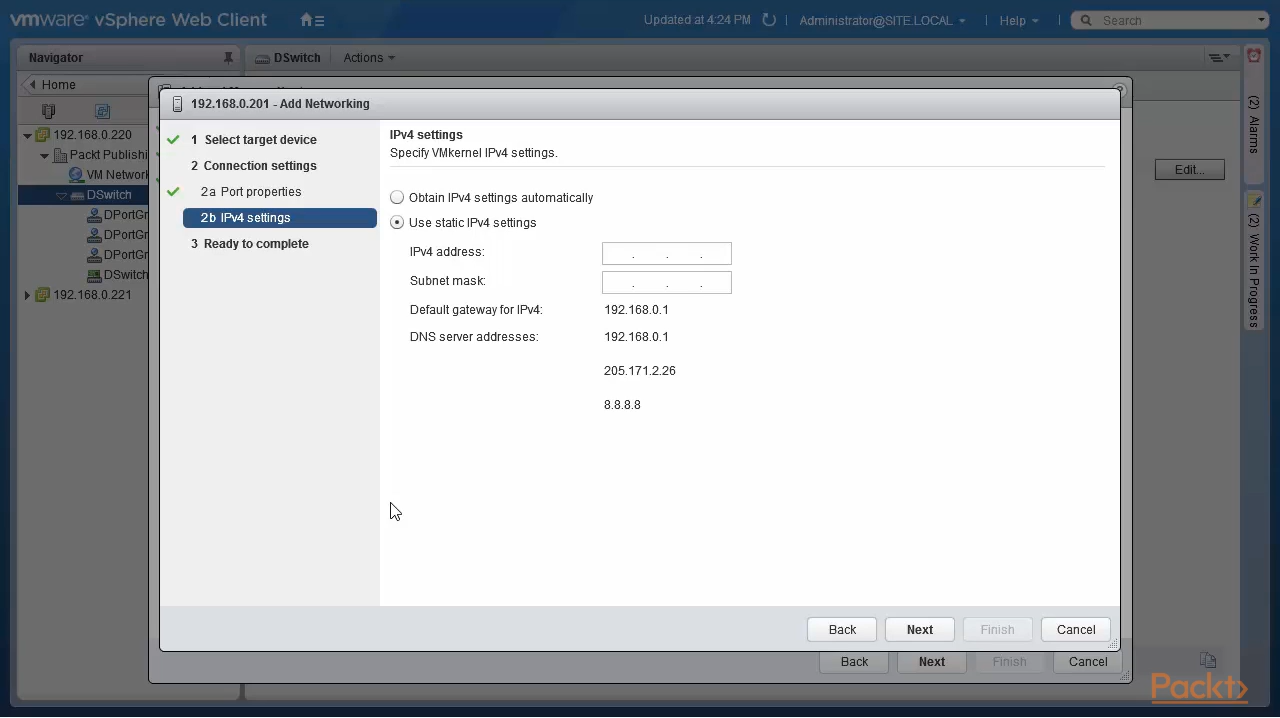 vmware® vSphere Web Client
Updated at 4:24 PM
Administrator@SITE.LOCAL
Help
Search
Navigator
DSwitch
Actions
Home
192.168.0.220
Packt Publishi
VM Network
DSwitch
DPortGr
DPortGr
DPortGr
DSwitch
192.168.0.221
192.168.0.201 - Add Networking
1 Select target device
2 Connection settings
2a Port properties
2b IPv4 settings
3 Ready to complete
IPv4 settings
Specify VMkernel IPv4 settings.
Obtain IPv4 settings automatically
Use static IPv4 settings
IPv4 address: . . .
Subnet mask: . . .
Default gateway for IPv4: 192.168.0.1
DNS server addresses: 192.168.0.1
205.171.2.26
8.8.8.8
Back
Next
Finish
Cancel
Back
Next
Finish
Cancel
Edit...
(2) Alarms
(2) Work In Progress
Packt>